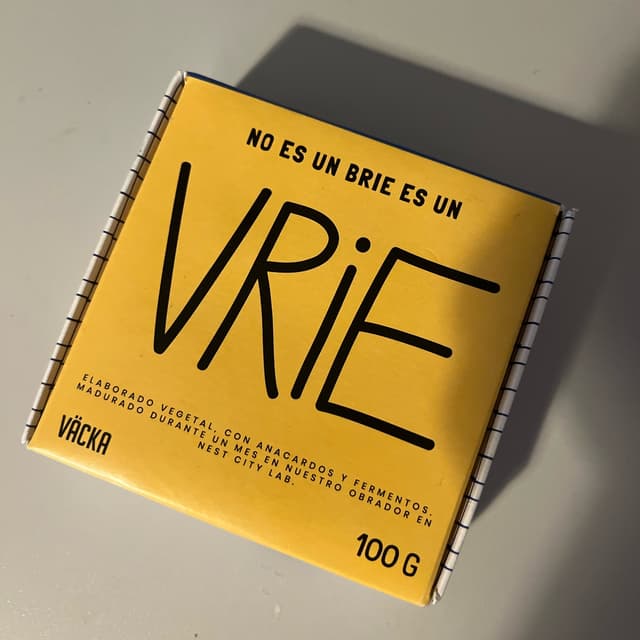 NO ES UN BRIE ES UN
VRiE
ELABORADO VEGETAL, CON ANACARDOS Y FERMENTOS,
MADURADO DURANTE UN MES EN NUESTRO OBRADOR EN
NEST CITY LAB.
VÄCKA
100 G